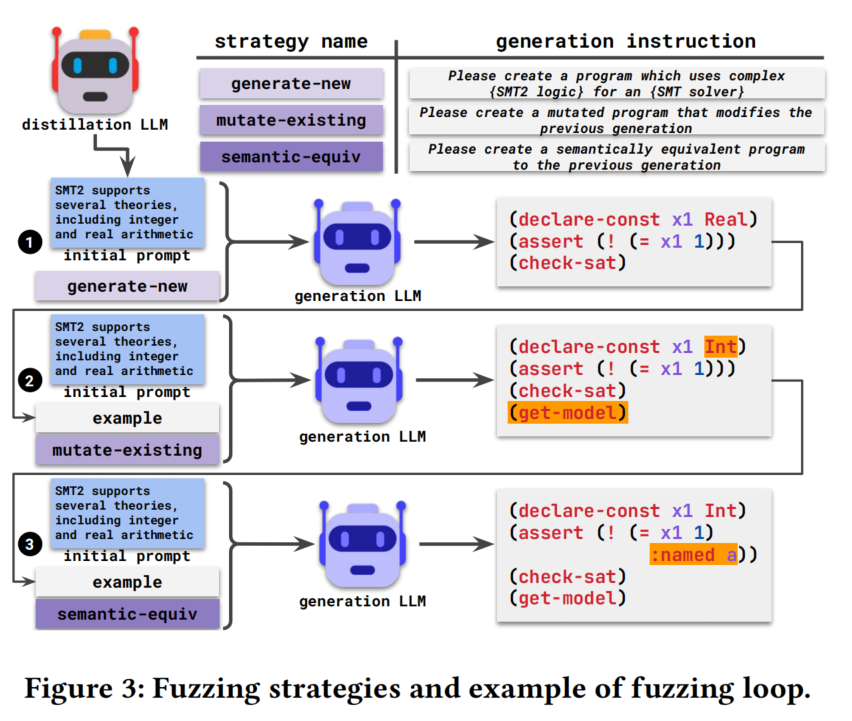 strategy name
generation instruction
generate-new
Please create a program which uses complex
{SMT2 logic} for an {SMT solver}
mutate-existing
Please create a mutated program that modifies the
previous generation
semantic-equiv
Please create a semantically equivalent program
to the previous generation
distillation LLM
1
SMT2 supports
several theories,
including integer
and real arithmetic
initial prompt
generate-new
generation LLM
(declare-const x1 Real)
(assert (! (= x1 1)))
(check-sat)
2
SMT2 supports
several theories,
including integer
and real arithmetic
initial prompt
example
mutate-existing
generation LLM
(declare-const x1 Int)
(assert (! (= x1 1)))
(check-sat)
(get-model)
3
SMT2 supports
several theories,
including integer
and real arithmetic
initial prompt
example
semantic-equiv
generation LLM
(declare-const x1 Int)
(assert (! (= x1 1)
:named a))
(check-sat)
(get-model)
Figure 3: Fuzzing strategies and example of fuzzing loop.